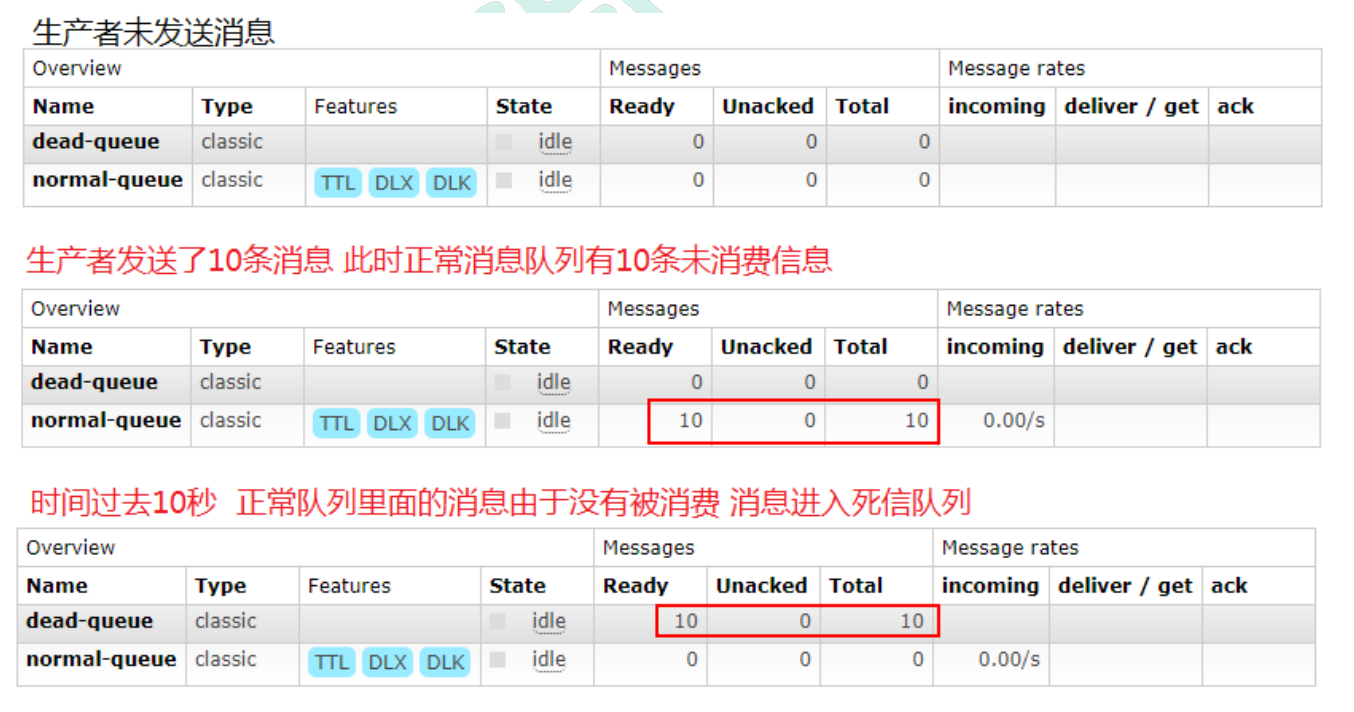 生产者未发送消息
Overview Messages Message rates
Name Type Features State Ready Unacked Total incoming deliver / get ack
dead-queue classic idle 0 0 0
normal-queue classic TTL DLX DLK idle 0 0 0
生产者发送了10条消息 此时正常消息队列有10条未消费信息
Overview Messages Message rates
Name Type Features State Ready Unacked Total incoming deliver / get ack
dead-queue classic idle 0 0 0
normal-queue classic TTL DLX DLK idle 10 0 10 0.00/s
时间过去10秒 正常队列里面的消息由于没有被消费 消息进入死信队列
Overview Messages Message rates
Name Type Features State Ready Unacked Total incoming deliver / get ack
dead-queue classic idle 10 0 10
normal-queue classic TTL DLX DLK idle 0 0 0 0.00/s